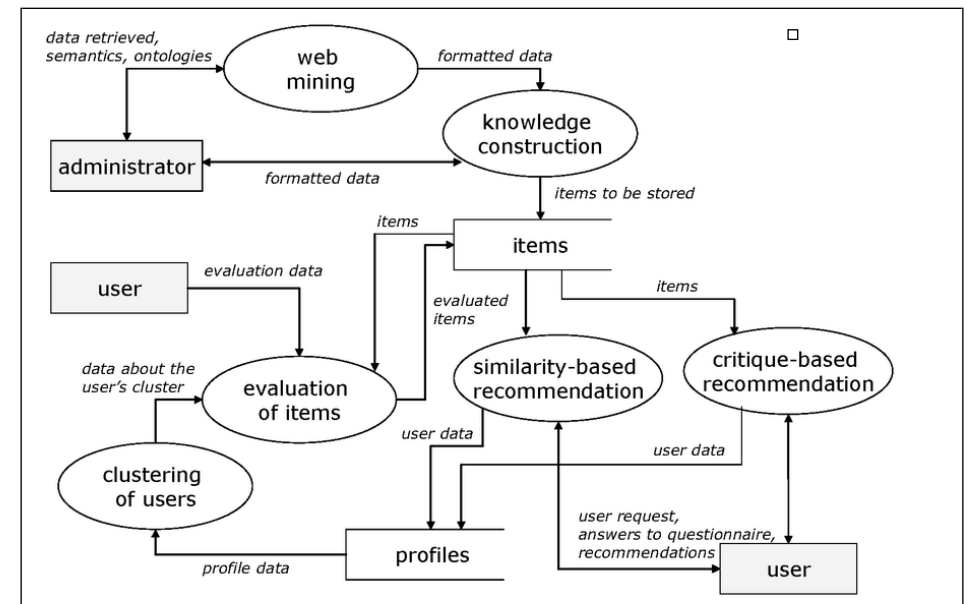 data retrieved,
semantics, ontologies
web
mining
formatted data
knowledge
construction
administrator
formatted data
items to be stored
items
items
user
evaluation data
evaluated
items
items
data about the
user's cluster
evaluation
of items
similarity-based
recommendation
critique-based
recommendation
user data
user data
clustering
of users
user request,
answers to questionnaire,
recommendations
profiles
profile data
user